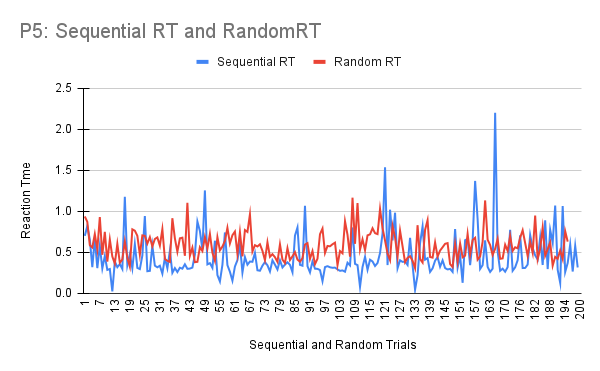 P5: Sequential RT and RandomRT
Sequential RT Random RT
2.5
2.0
1.5
1.0
0.5
0.0
Reaction Tme
1 7 13 19 25 31 37 43 49 55 61 67 73 79 85 91 97 103 109 115 121 127 133 139 145 151 157 163 170 176 182 188 194 200
Sequential and Random Trials